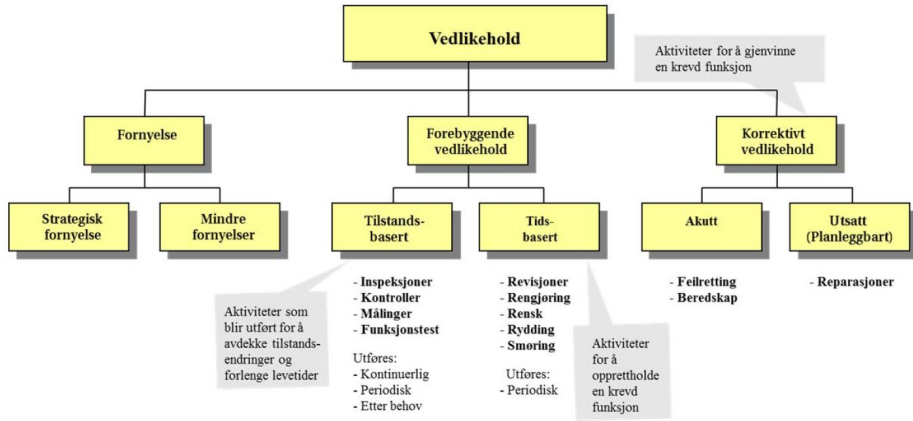 Vedlikehold
Aktiviteter for å gjenvinne
en krevd funksjon
Fornyelse
Forebyggende
vedlikehold
Korrektivt
vedlikehold
Strategisk
fornyelse
Mindre
fornyelser
Tilstands-
basert
Tids-
basert
Akutt
Utsatt
(Planleggbart)
Aktiviteter som
blir utført for å
avdekke tilstands-
endringer og
forlenge levetider
- Inspeksjoner
- Kontroller
- Målinger
- Funksjonstest
Utføres:
- Kontinuerlig
- Periodisk
- Etter behov
- Revisjoner
- Rengjøring
- Rensk
- Rydding
- Smøring
Utføres:
- Periodisk
Aktiviteter
for å
opprettholde
en krevd
funksjon
- Feilretting
- Beredskap
- Reparasjoner